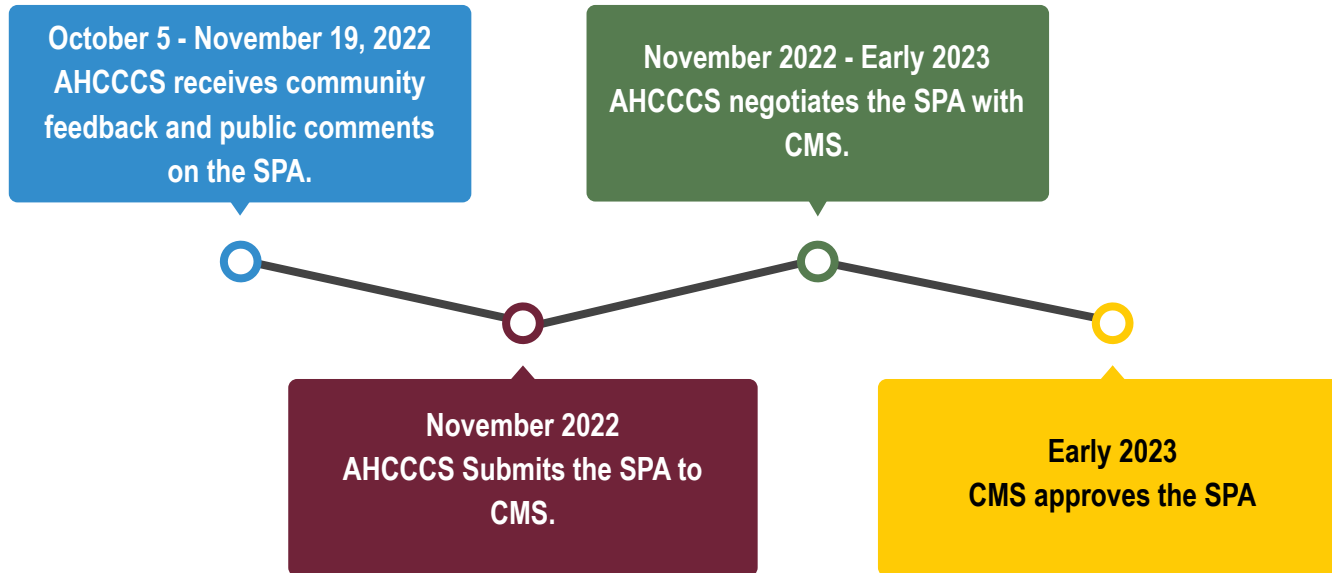 October 5 - November 19, 2022
AHCCCS receives community
feedback and public comments
on the SPA.
November 2022
AHCCCS Submits the SPA to
CMS.
November 2022 - Early 2023
AHCCCS negotiates the SPA with
CMS.
Early 2023
CMS approves the SPA